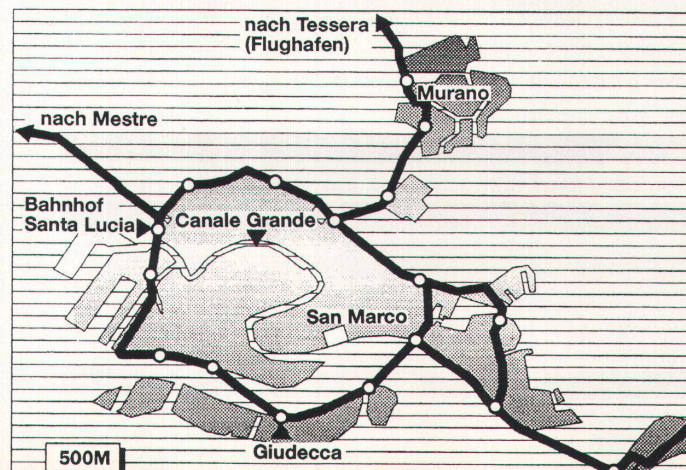 nach Tessera
(Flughafen)
Murano
nach Mestre
Bahnhof
Santa Lucia
Canale Grande
San Marco
Giudecca
500M